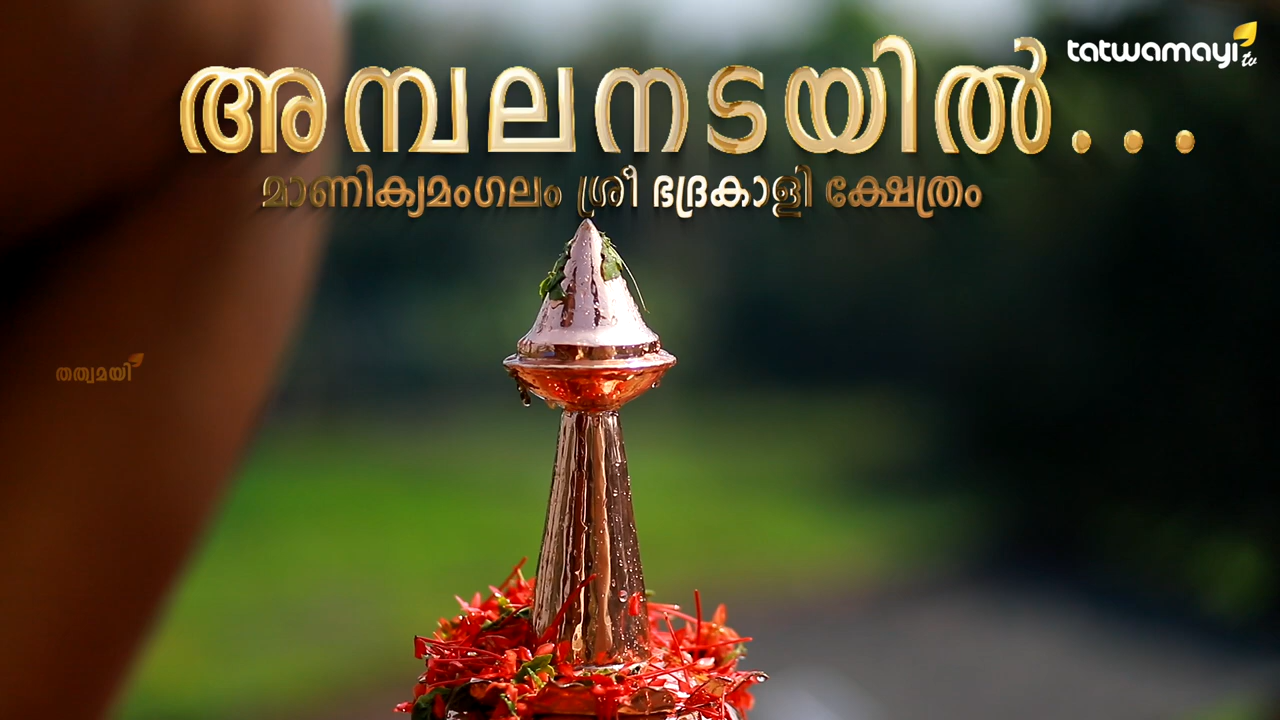 tatwamayi tv
അമ്പലനടയിൽ...
മാണിക്യമംഗലം ശ്രീ ഭദ്രകാളി ക്ഷേത്രം
തത്വമയി